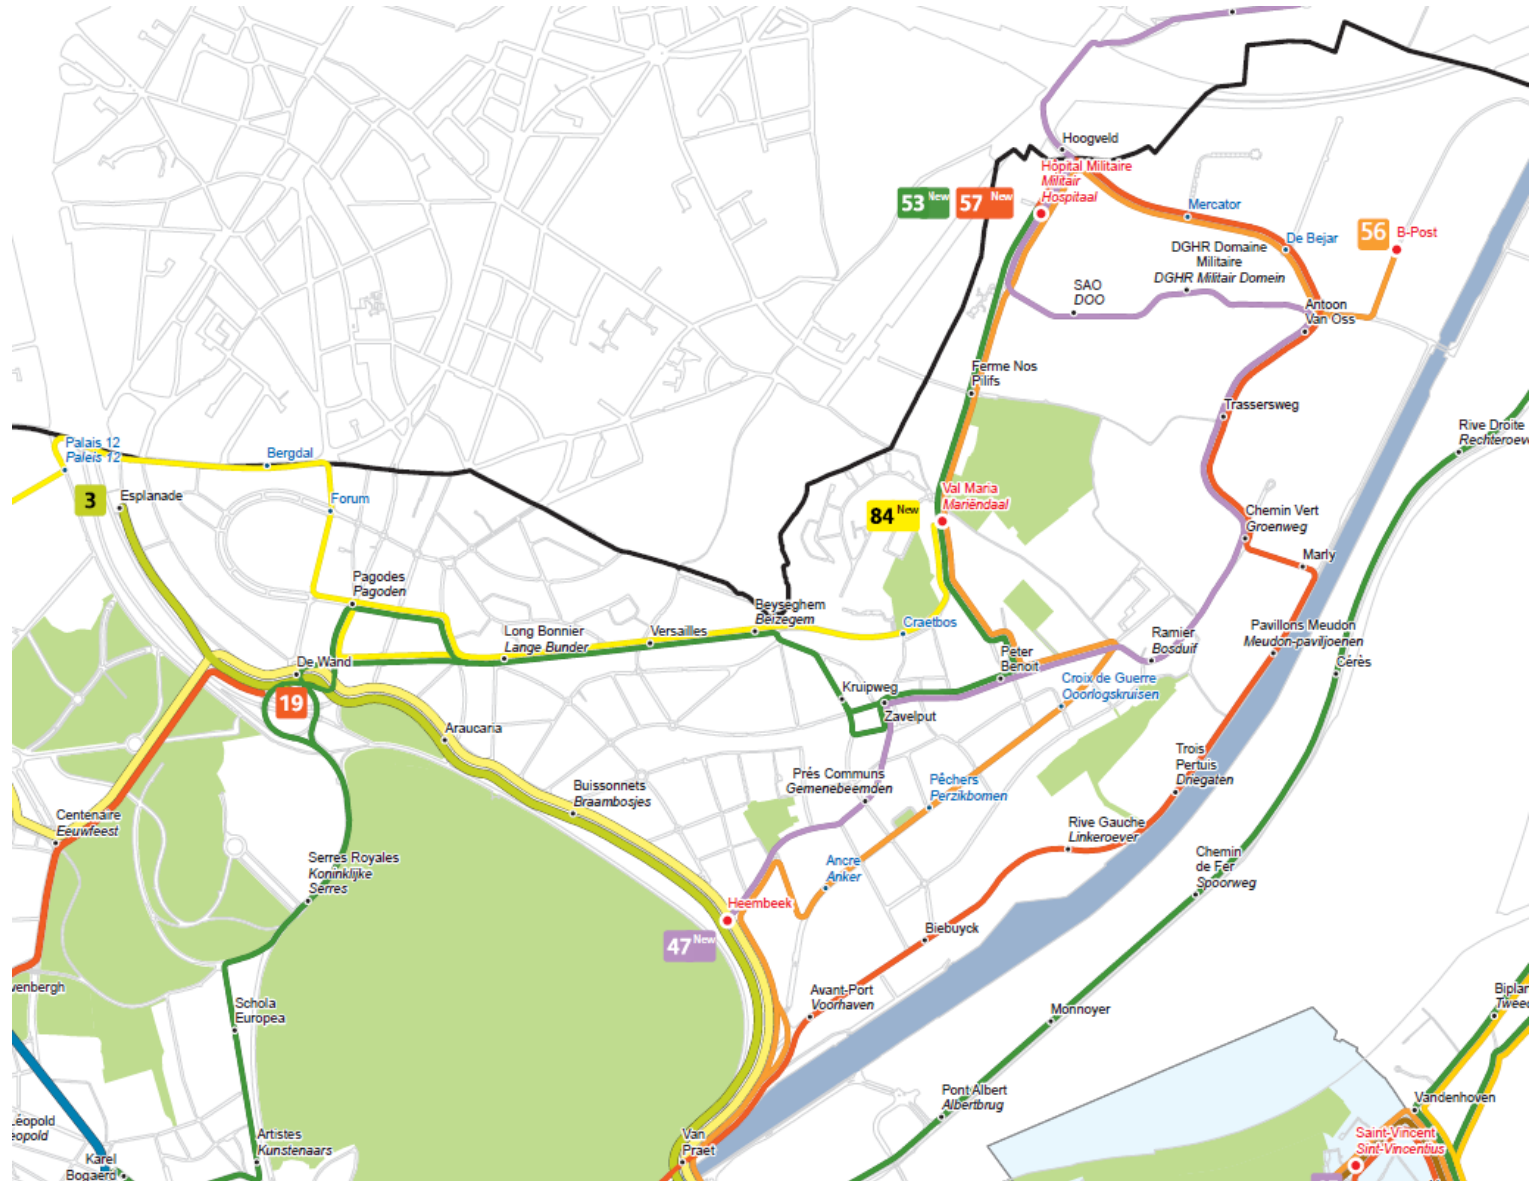 Hoogveld
Hôpital Militaire
Militair
Hospitaal
53 New
57 New
Mercator
De Bejar
56
B-Post
DGHR Domaine
Militaire
DGHR Militair Domein
SAO
DOO
Antoon
Van Oss
Ferme Nos
Pilifs
Trassersweg
Rive Droite
Palais 12
Paleis 12
Bergdal
3
Esplanade
Forum
Val Maria
Mariëndaal
84 New
Chemin Vert
Groenweg
Marly
Pagodes
Pagoden
Beyseghem
Beizegem
Craetbos
Long Bonnier
Lange Bunder
Versailles
Pavillons Meudon
Meudon-paviljoenen
Ramier
Bosduif
Peter
Benoit
Cérès
De Wand
19
Kruipweg
Zavelput
Croix de Guerre
Oorlogskruisen
Araucaria
Trois
Pertuis
Driegaten
Prés Communs
Gemenebeemden
Pêchers
Perzikbomen
Buissonnets
Braambosjes
Centenaire
Eeuwfeest
Rive Gauche
Linkeroever
Serres Royales
Koninklijke
Serres
Chemin
de Fer
Spoorweg
Ancre
Anker
Heembeek
47 New
Biebuyck
venbergh
Avant-Port
Voorhaven
Schola
Europea
Monnoyer
Pont Albert
Albertbrug
Vandenhoven
Léopold
eopold
Artistes
Kunstenaars
Van
Praet
Saint-Vincent
Sint-Vincentius
Karel
Bogaerd